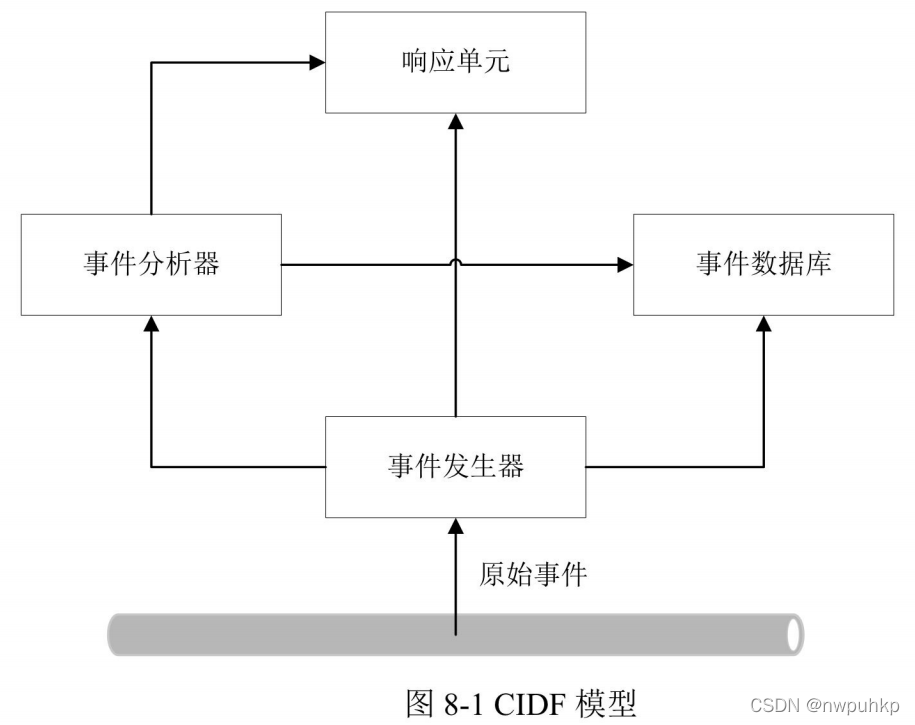 响应单元
事件分析器
事件数据库
事件发生器
原始事件
图 8-1 CIDF 模型
CSDN @nwpuhkp